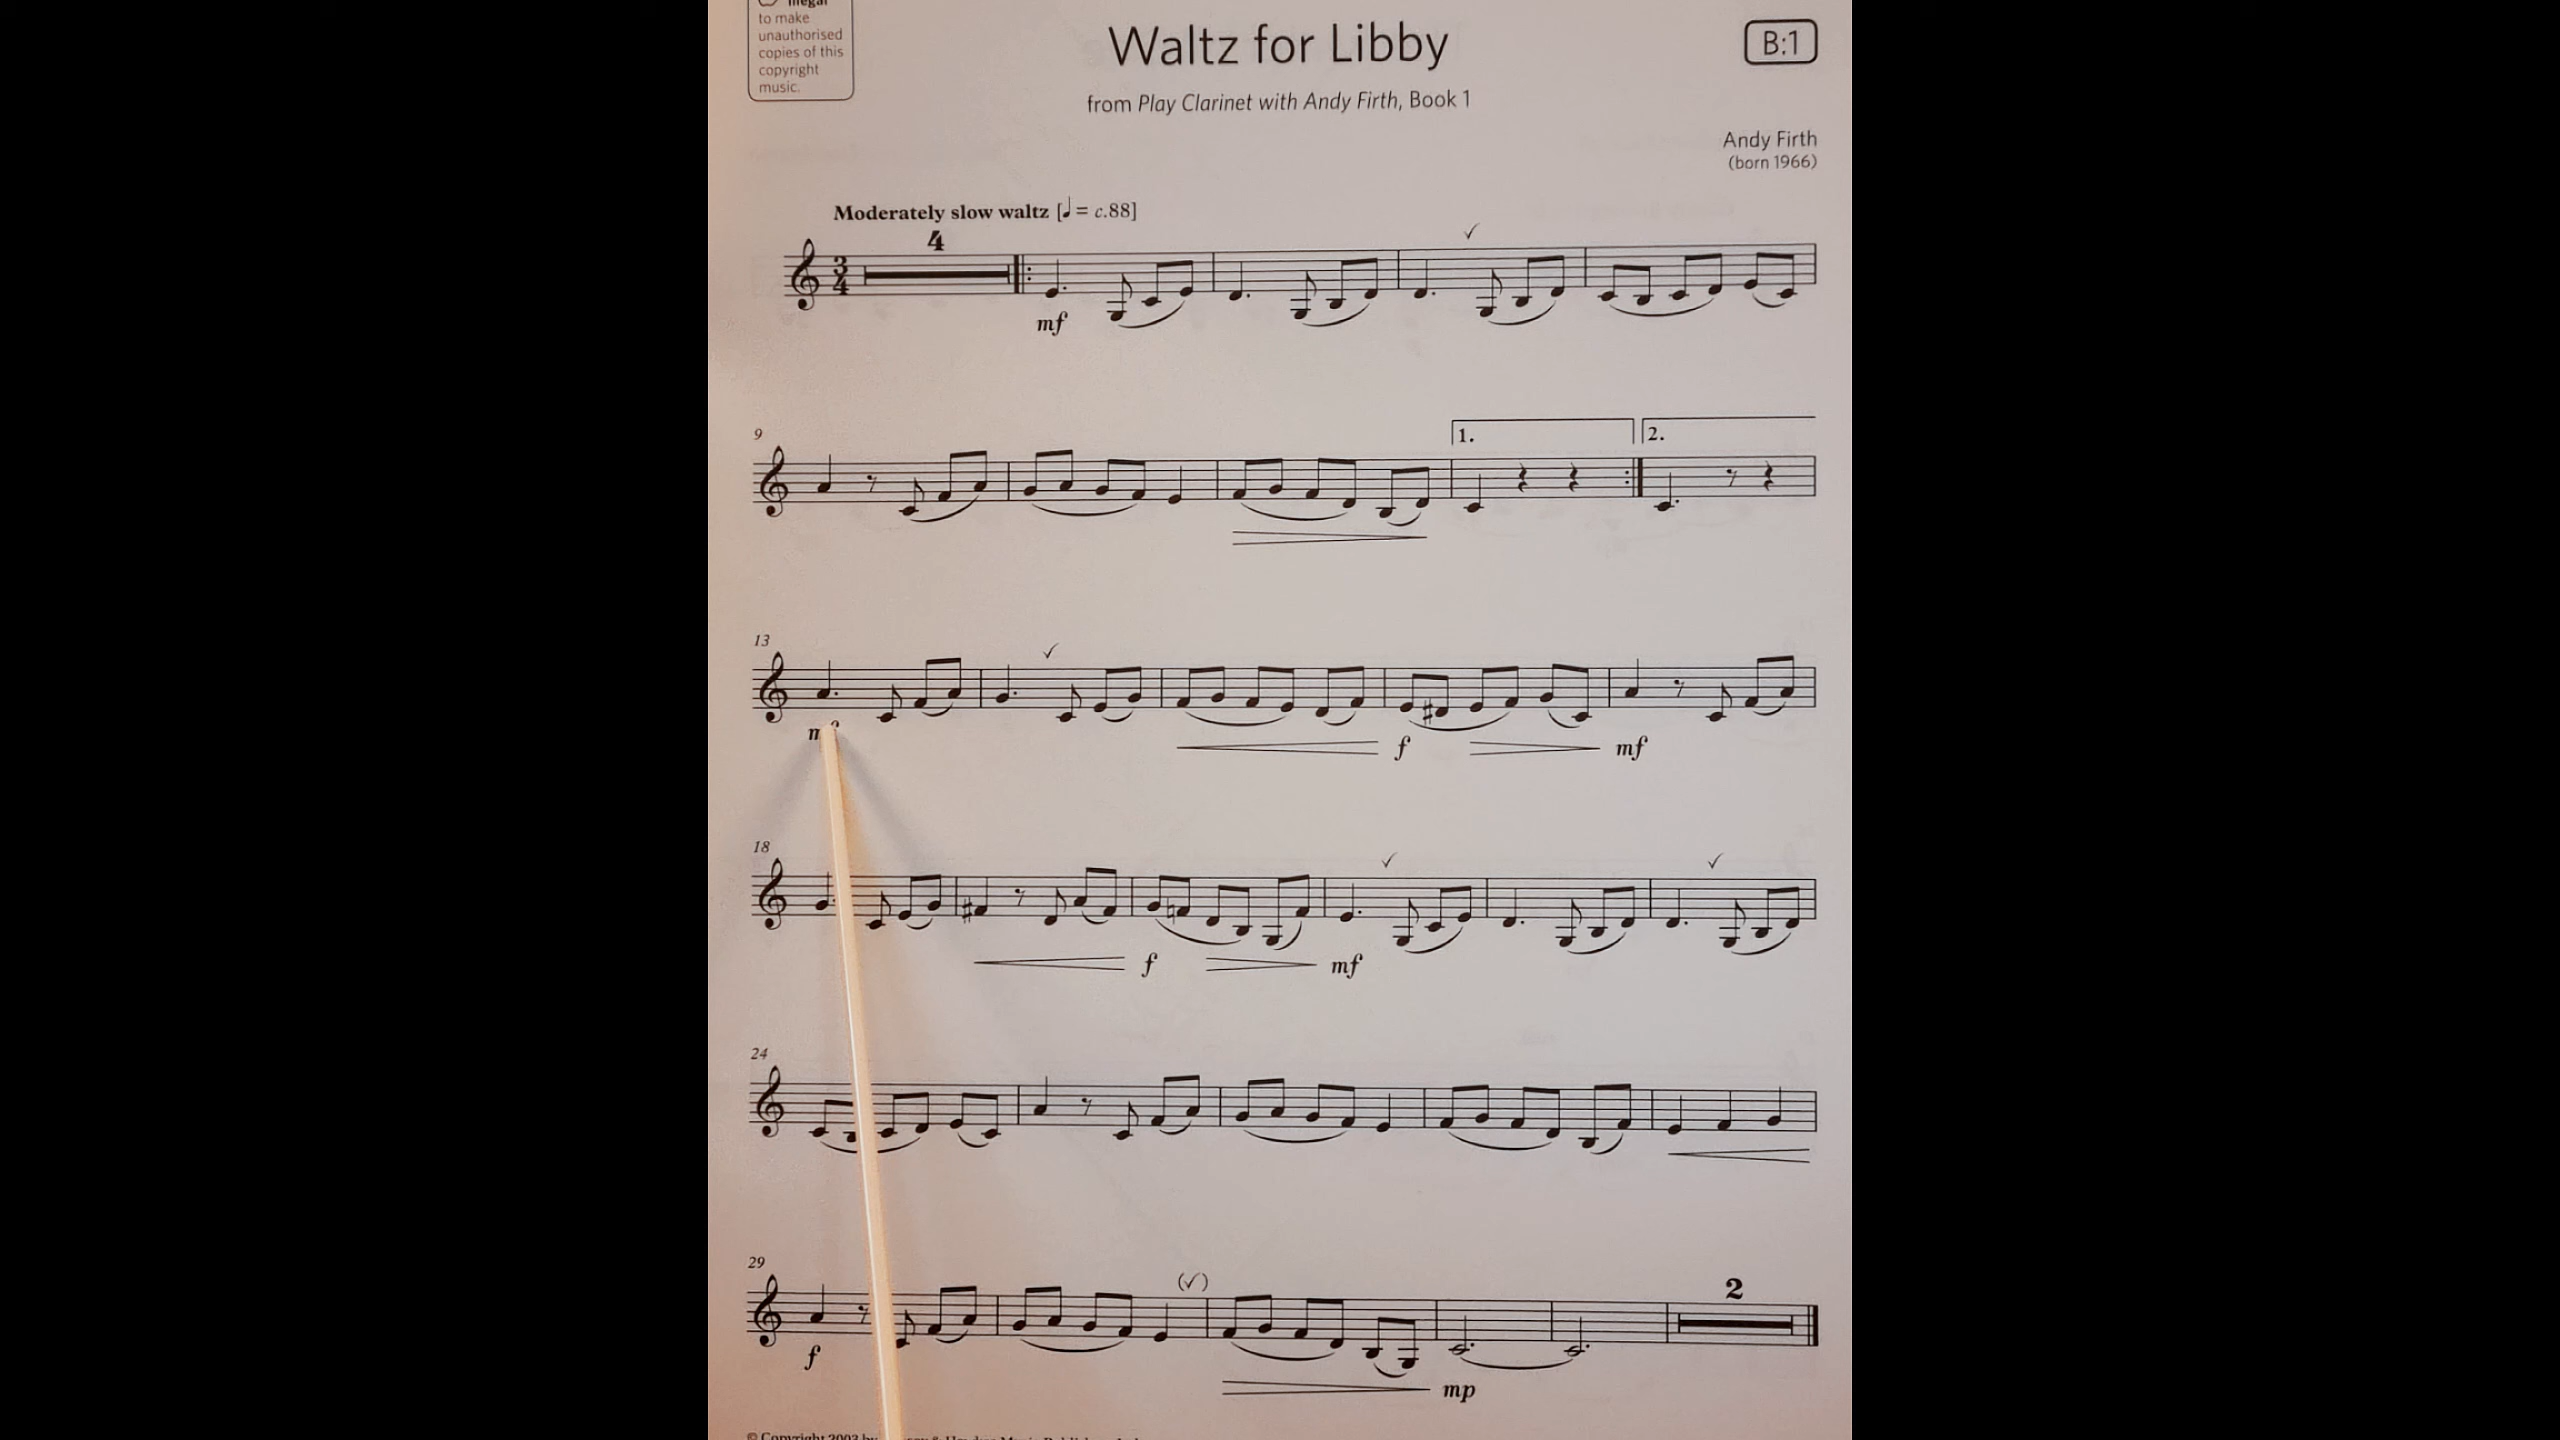 to make
unauthorised
copies of this
copyright
music.
Waltz for Libby
B:1
from Play Clarinet with Andy Firth, Book 1
Andy Firth
(born 1966)
Moderately slow waltz [♩= c.88]
4
3
4
mf
9
1.
2.
13
f
mf
18
f
mf
24
29
2
f
mp